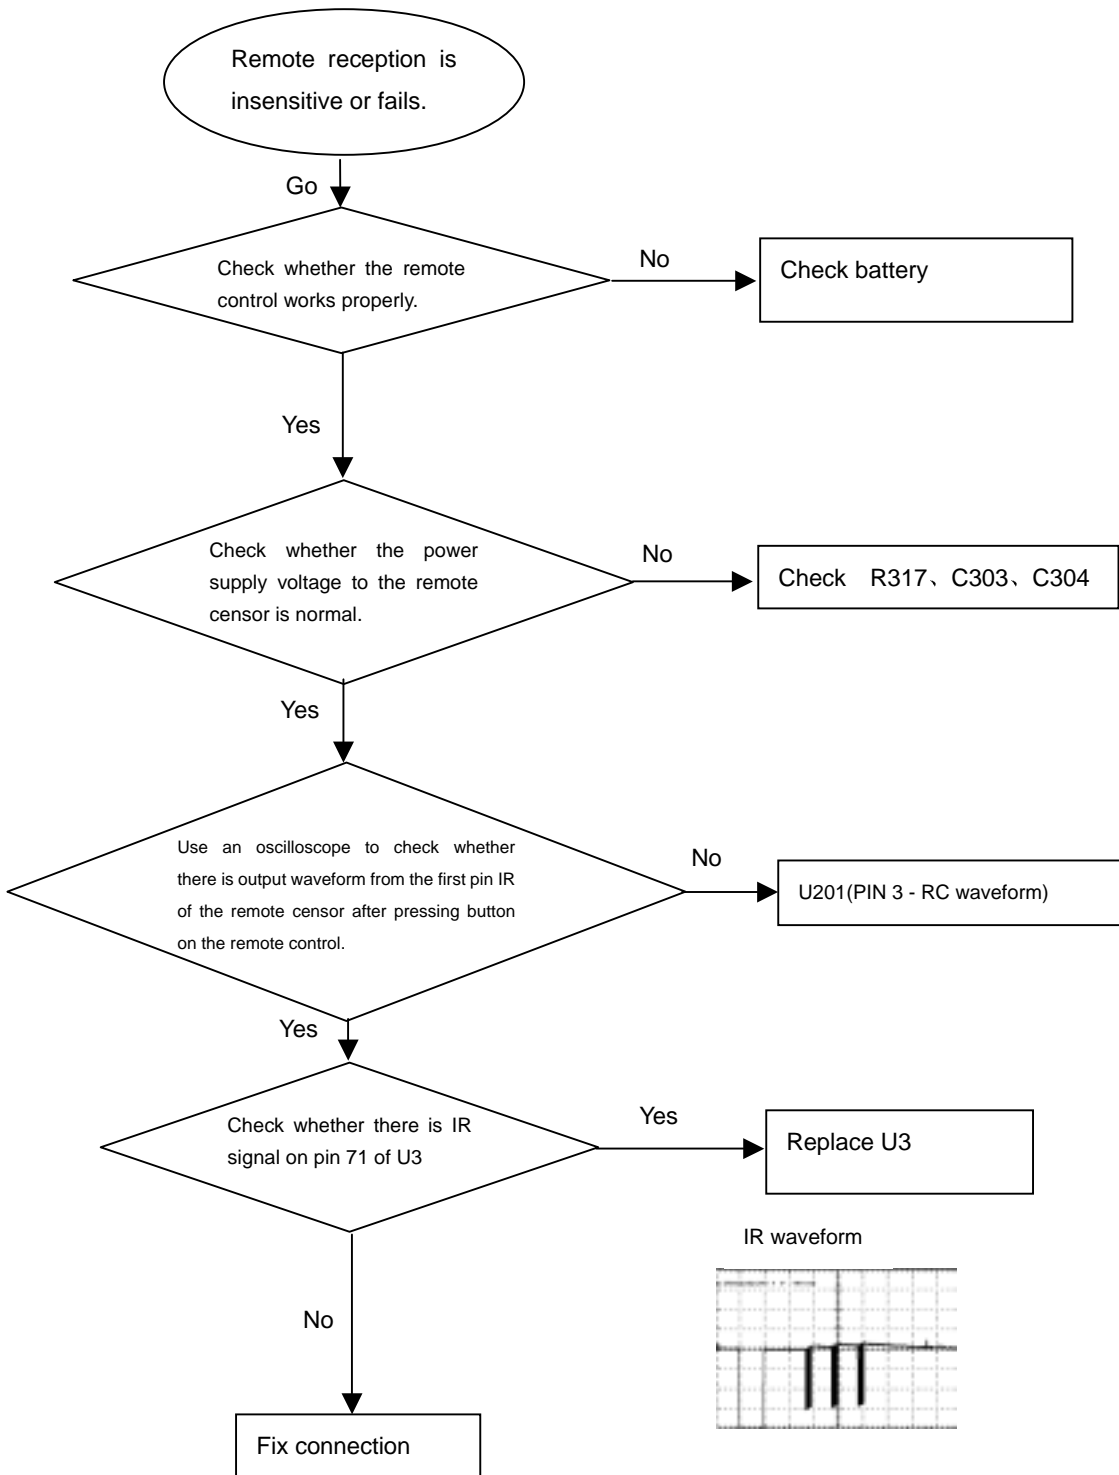 Remote reception is
insensitive or fails.
Go
Check whether the remote
control works properly.
No
Check battery
Yes
Check whether the power
supply voltage to the remote
censor is normal.
No
Check R317、C303、C304
Yes
Use an oscilloscope to check whether
there is output waveform from the first pin IR
of the remote censor after pressing button
on the remote control.
No
U201(PIN 3 - RC waveform)
Yes
Check whether there is IR
signal on pin 71 of U3
Yes
Replace U3
IR waveform
No
Fix connection